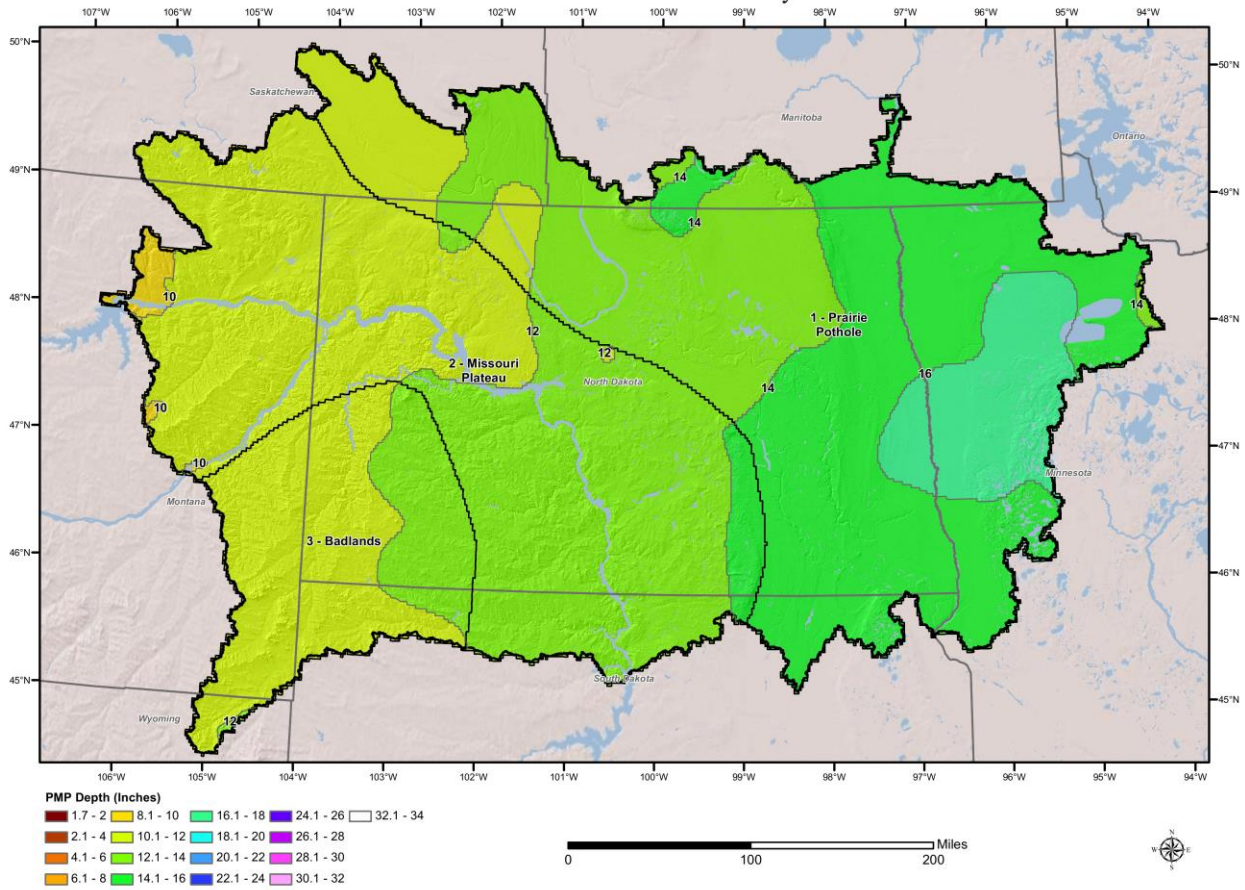 106°W 105°W 104°W 103°W 102°W 101°W 100°W 99°W 98°W 97°W 96°W 95°W 94°W
50°N 50°N
Saskatchewan
Manitoba
Ontario
49°N 49°N
14
14
48°N 48°N
10
14
1 - Prairie
Pothole
12
12
2 - Missouri
Plateau
North Dakota
16
14
10
47°N 47°N
10
Montana
Minnesota
3 - Badlands
46°N 46°N
45°N 45°N
South Dakota
Wyoming
12
106°W 105°W 104°W 103°W 102°W 101°W 100°W 99°W 98°W 97°W 96°W 95°W 94°W
PMP Depth (Inches)
1.7 - 2 8.1 - 10 16.1 - 18 24.1 - 26 32.1 - 34
2.1 - 4 10.1 - 12 18.1 - 20 26.1 - 28
4.1 - 6 12.1 - 14 20.1 - 22 28.1 - 30
6.1 - 8 14.1 - 16 22.1 - 24 30.1 - 32
Miles
0 100 200
N
W E
S